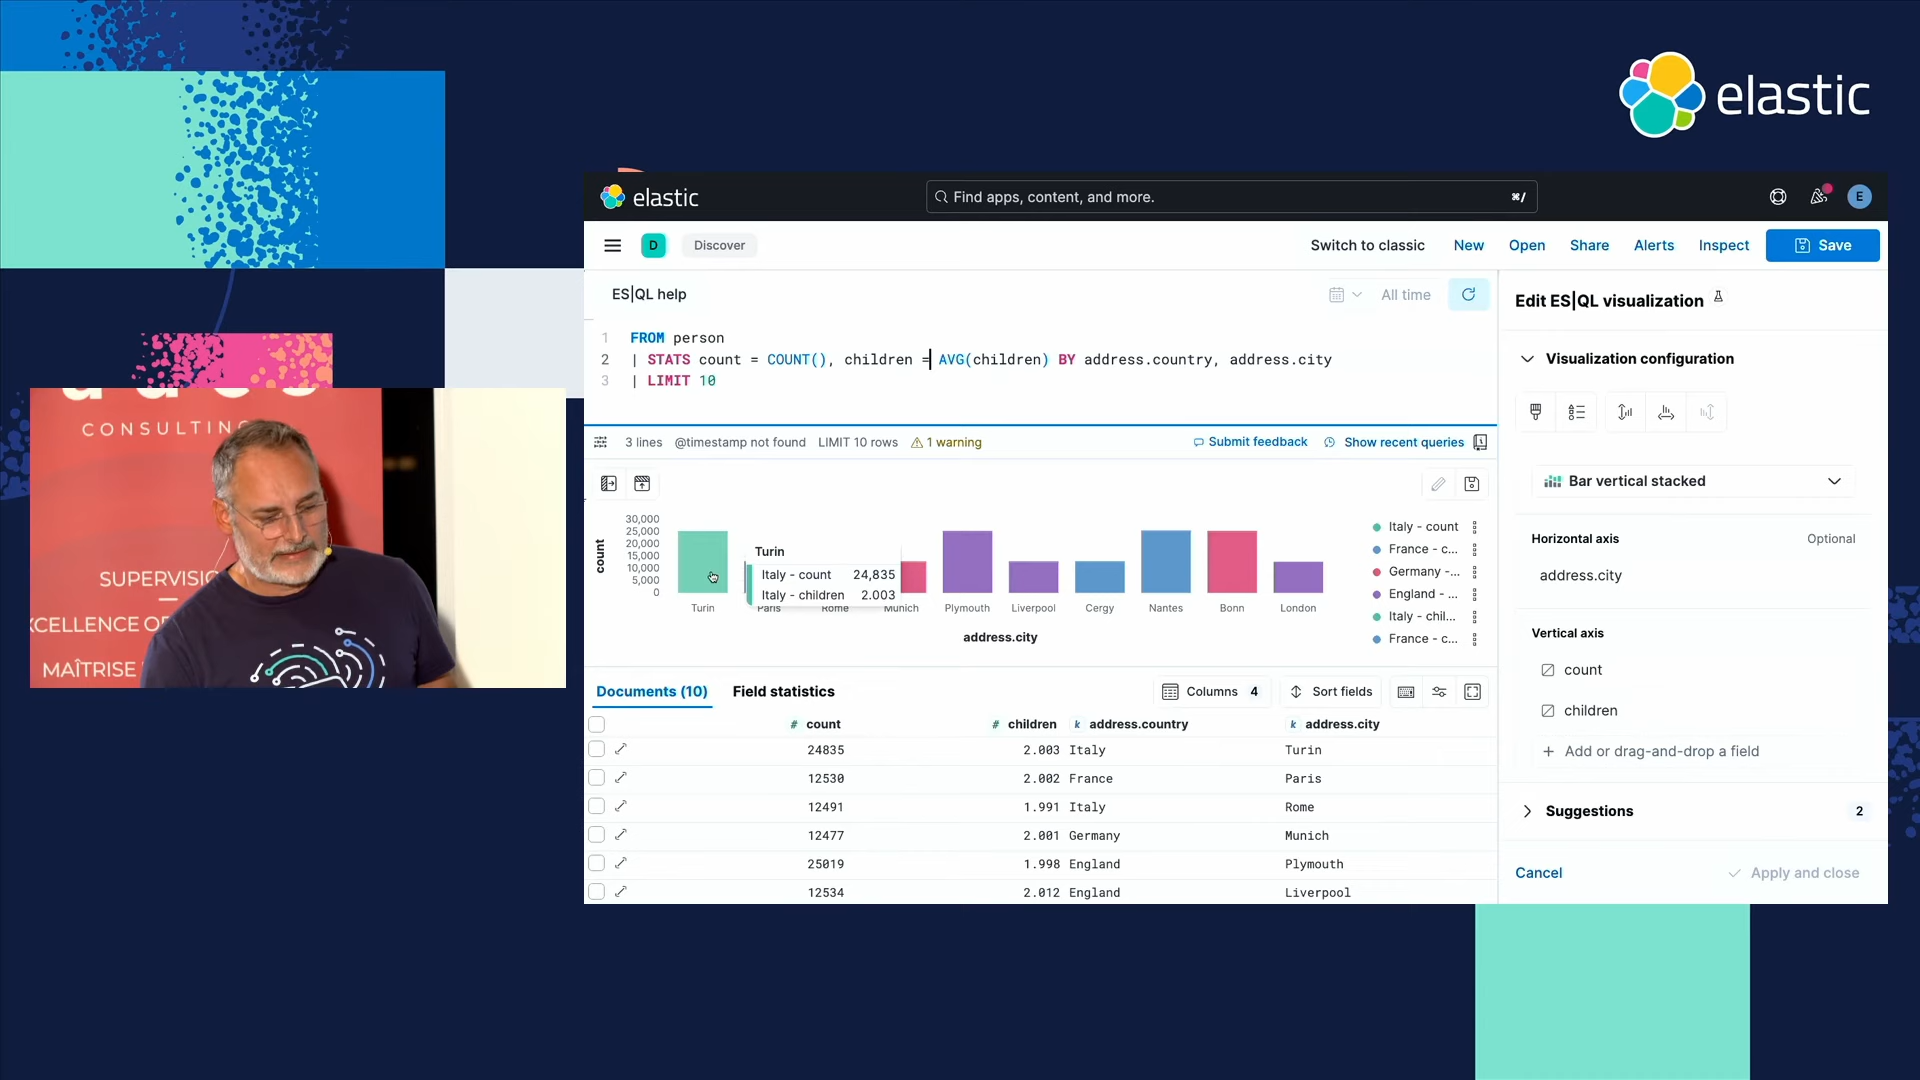 elastic
elastic
Find apps, content, and more.
⌘/
E
D
Discover
Switch to classic
New
Open
Share
Alerts
Inspect
Save
ES|QL help
All time
1 FROM person
2 | STATS count = COUNT(), children = AVG(children) BY address.country, address.city
3 | LIMIT 10
3 lines
@timestamp not found
LIMIT 10 rows
1 warning
Submit feedback
Show recent queries
count
30,000
25,000
20,000
15,000
10,000
5,000
0
Turin
Italy - count 24,835
Italy - children 2.003
Turin
Paris
Rome
Munich
Plymouth
Liverpool
Cergy
Nantes
Bonn
London
address.city
Italy - count
France - c...
Germany -...
England - ...
Italy - chil...
France - c...
Documents (10)
Field statistics
Columns 4
Sort fields
# count # children k address.country k address.city
24835 2.003 Italy Turin
12530 2.002 France Paris
12491 1.991 Italy Rome
12477 2.001 Germany Munich
25019 1.998 England Plymouth
12534 2.012 England Liverpool
Edit ES|QL visualization
Visualization configuration
Bar vertical stacked
Horizontal axis
Optional
address.city
Vertical axis
count
children
+ Add or drag-and-drop a field
Suggestions
2
Cancel
Apply and close
CONSULTING
SUPERVISIO
XCELLENCE O
MAÎTRISE